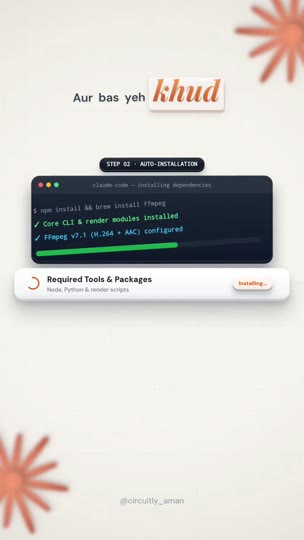 Aur bas yeh khud
STEP 02 · AUTO-INSTALLATION
claude-code — installing dependencies
$ npm install && brew install ffmpeg
✓ Core CLI & render modules installed
✓ FFmpeg v7.1 (H.264 + AAC) configured
Required Tools & Packages
Node, Python & render scripts
Installing...
@circuitly_aman